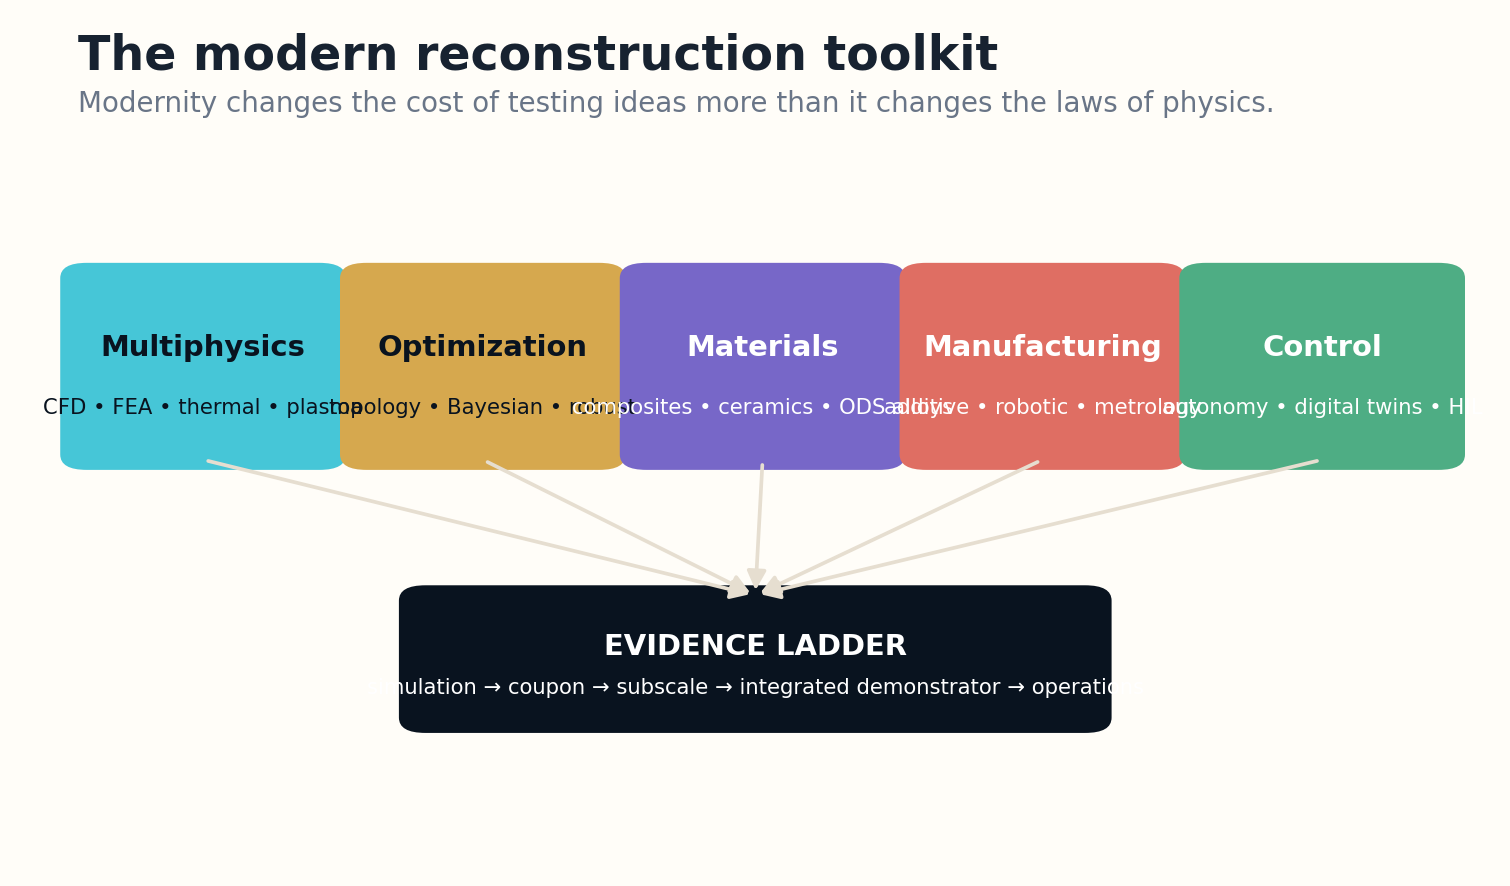 The modern reconstruction toolkit
Modernity changes the cost of testing ideas more than it changes the laws of physics.
Multiphysics
CFD • FEA • thermal • plasma
Optimization
topology • Bayesian • robust
Materials
composites • ceramics • ODS alloys
Manufacturing
additive • robotic • metrology
Control
autonomy • digital twins •
EVIDENCE LADDER
→ coupon → subscale → integrated demonstrator →